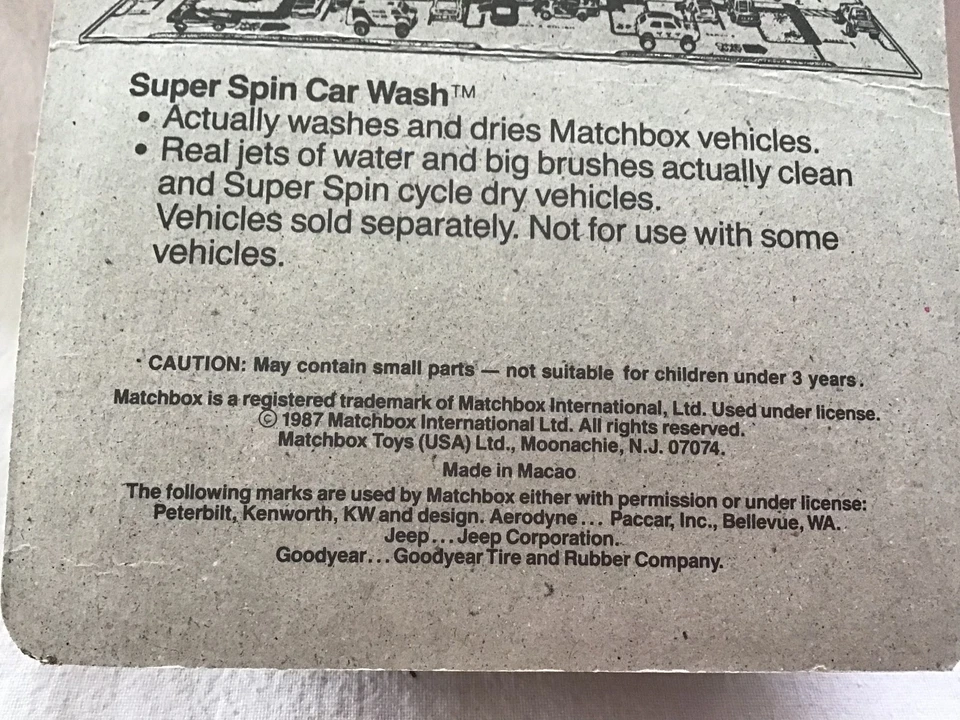 Super Spin Car Wash™
• Actually washes and dries Matchbox vehicles.
• Real jets of water and big brushes actually clean
and Super Spin cycle dry vehicles.
Vehicles sold separately. Not for use with some
vehicles.
CAUTION: May contain small parts — not suitable for children under 3 years.
Matchbox is a registered trademark of Matchbox International, Ltd. Used under license.
© 1987 Matchbox International Ltd. All rights reserved.
Matchbox Toys (USA) Ltd., Moonachie, N.J. 07074.
Made in Macao
The following marks are used by Matchbox either with permission or under license:
Peterbilt, Kenworth, KW and design. Aerodyne... Paccar, Inc., Bellevue, WA.
Jeep...Jeep Corporation.
Goodyear...Goodyear Tire and Rubber Company.